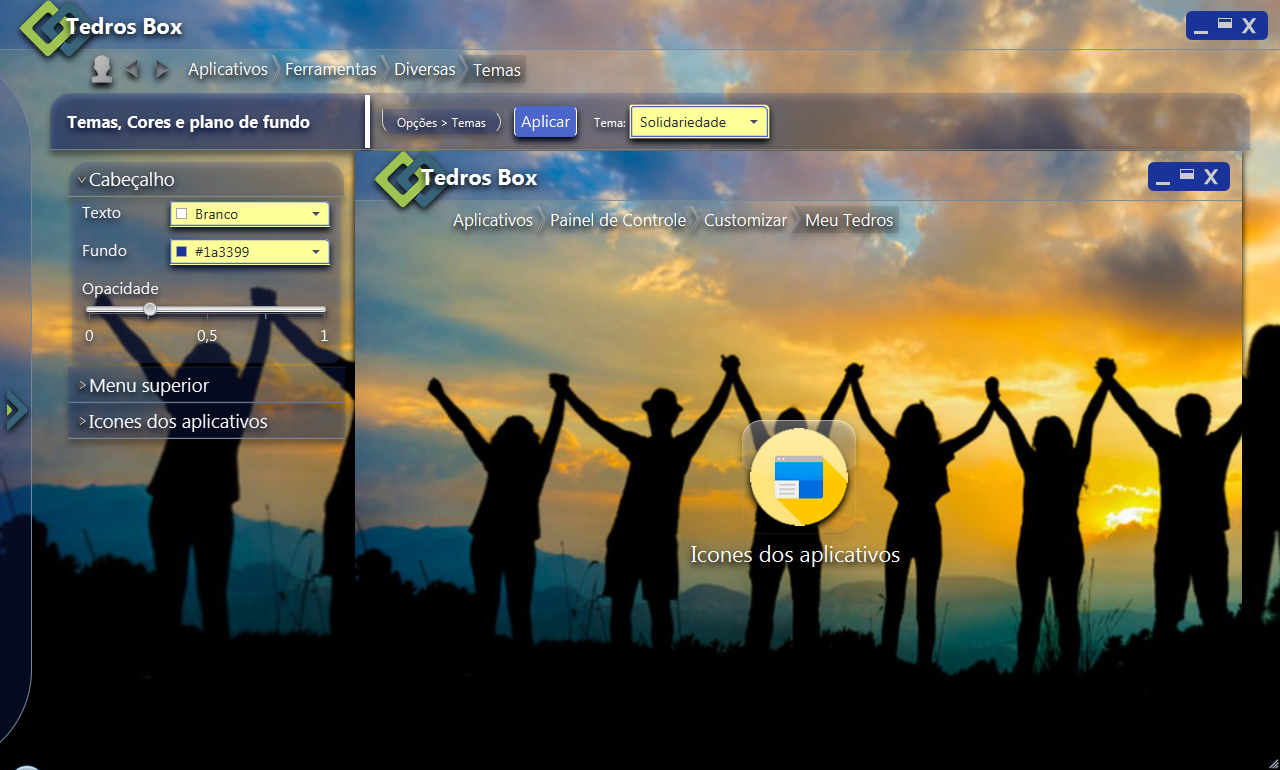 Tedros Box
X
Aplicativos Ferramentas Diversas Temas
Temas, Cores e plano de fundo
Opções > Temas Aplicar Tema: Solidariedade
Cabeçalho
Texto Branco
Fundo #1a3399
Opacidade
0 0,5 1
Menu superior
Icones dos aplicativos
Tedros Box
X
Aplicativos Painel de Controle Customizar Meu Tedros
Icones dos aplicativos